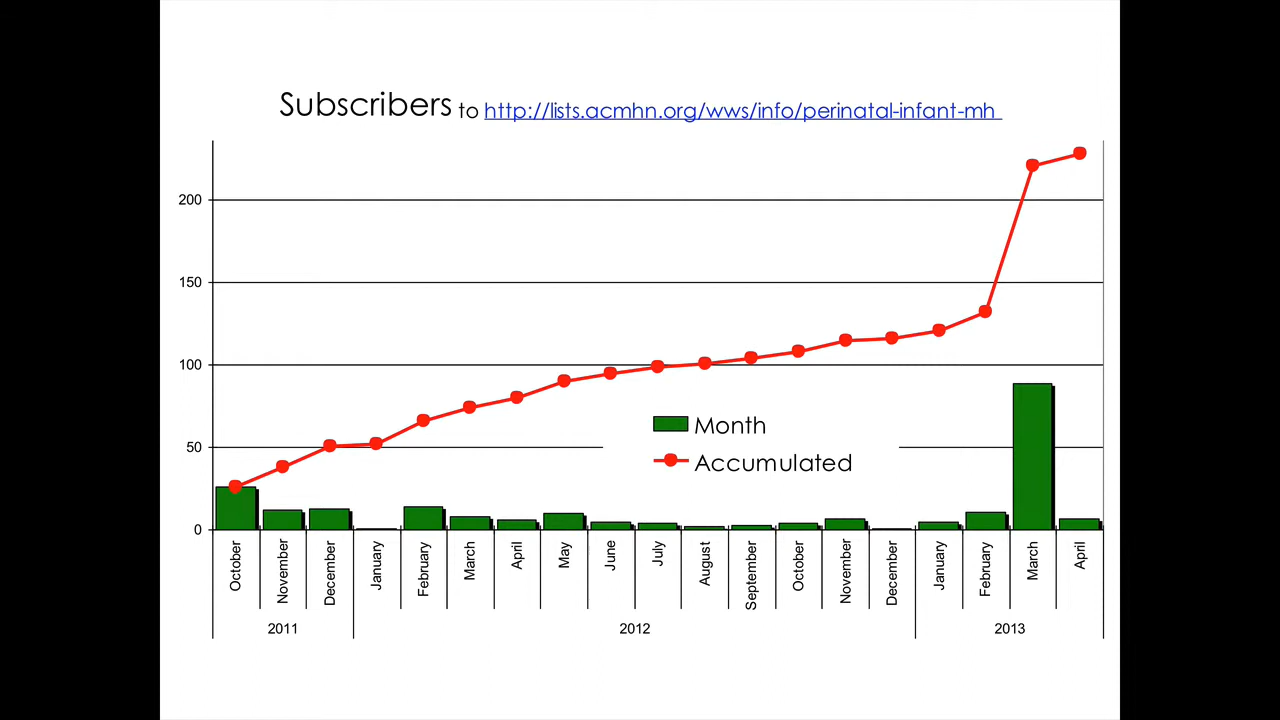 Subscribers to http://lists.acmhn.org/wws/info/perinatal-infant-mh
200
150
100
50
0
Month
Accumulated
October
November
December
January
February
March
April
May
June
July
August
September
October
November
December
January
February
March
April
2011
2012
2013